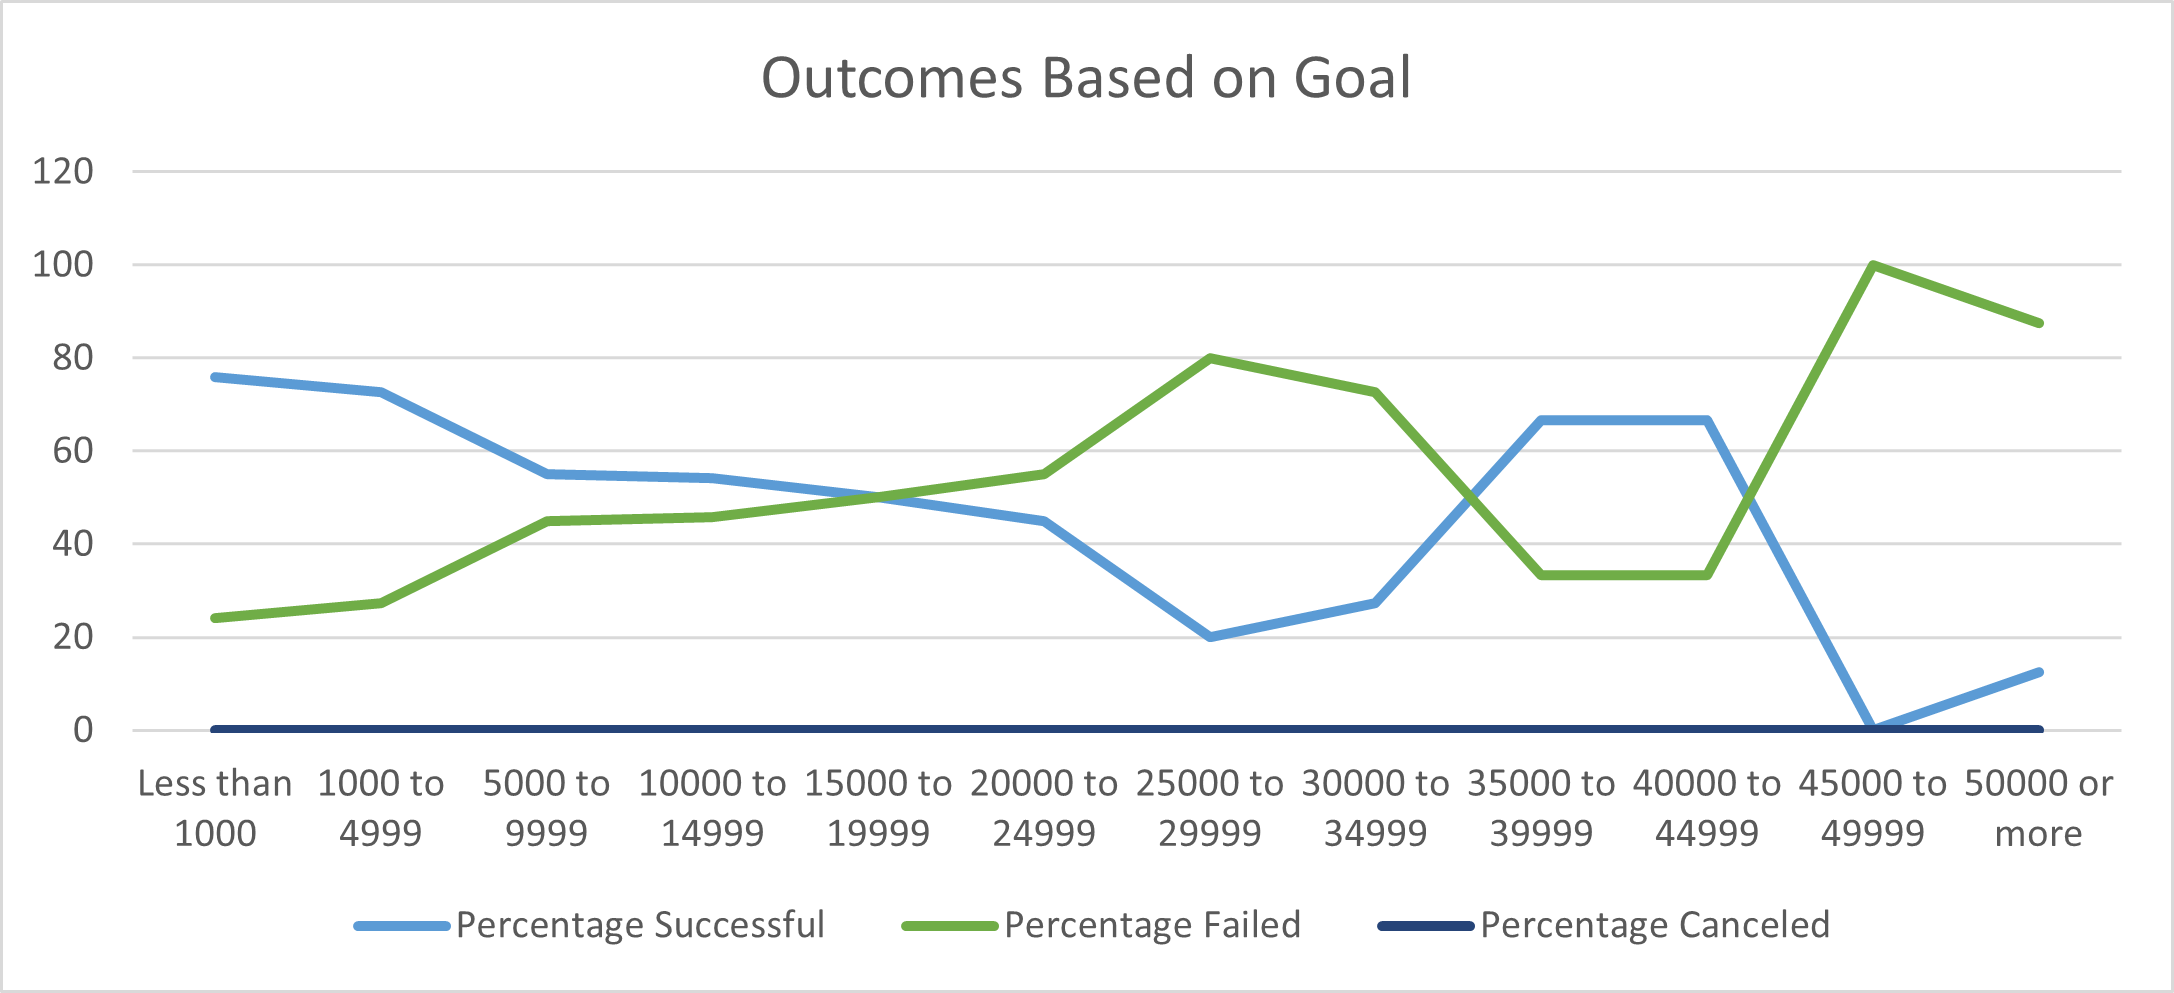 Outcomes Based on Goal
120
100
80
60
40
20
0
Less than 1000 to 5000 to 10000 to 15000 to 20000 to 25000 to 30000 to 35000 to 40000 to 45000 to 50000 or
1000 4999 9999 14999 19999 24999 29999 34999 39999 44999 49999 more
Percentage Successful Percentage Failed Percentage Canceled